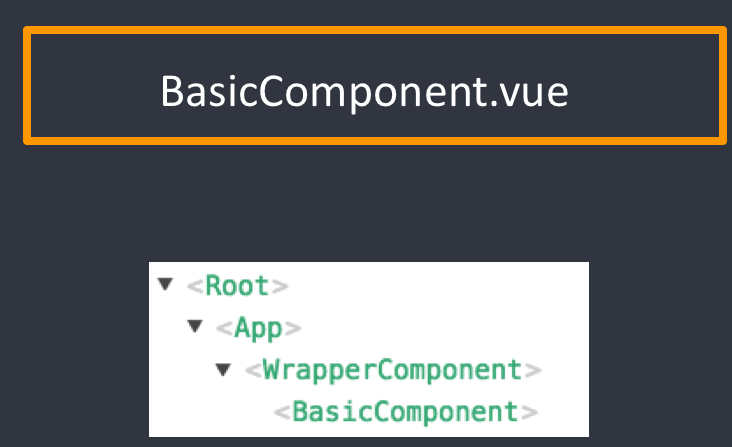 BasicComponent.vue
<Root>
<App>
<WrapperComponent>
<BasicComponent>